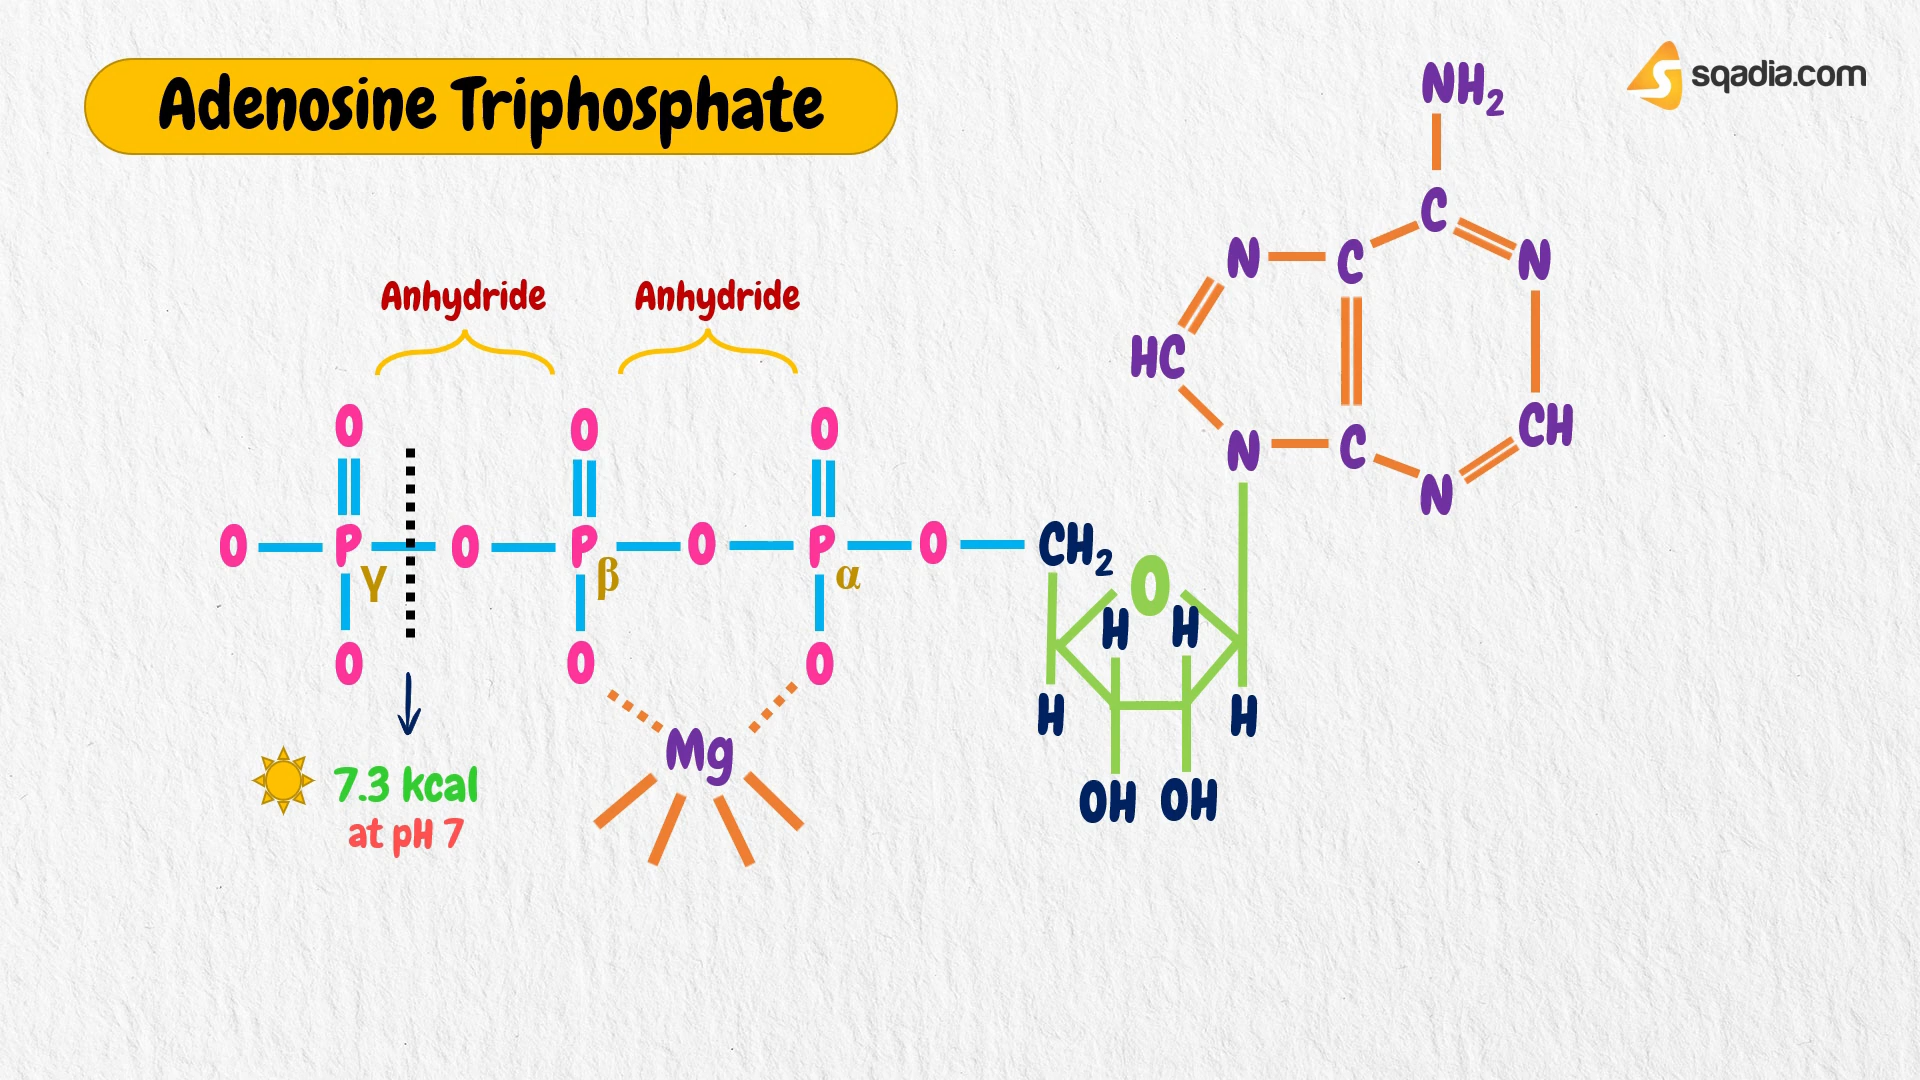 Adenosine Triphosphate
sqadia.com
NH2
C
N C N
HC
N C CH
N
Anhydride Anhydride
O O O
O P O P O P O CH2
γ β α
O
H H
O O O
H H
Mg
7.3 kcal
at pH 7
OH OH